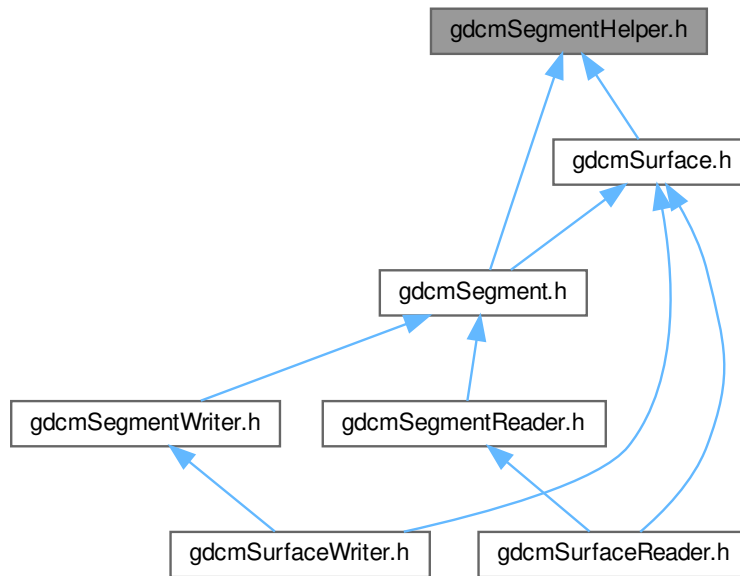 gdcmSegmentHelper.h
gdcmSurface.h
gdcmSegment.h
gdcmSegmentWriter.h
gdcmSegmentReader.h
gdcmSurfaceWriter.h
gdcmSurfaceReader.h